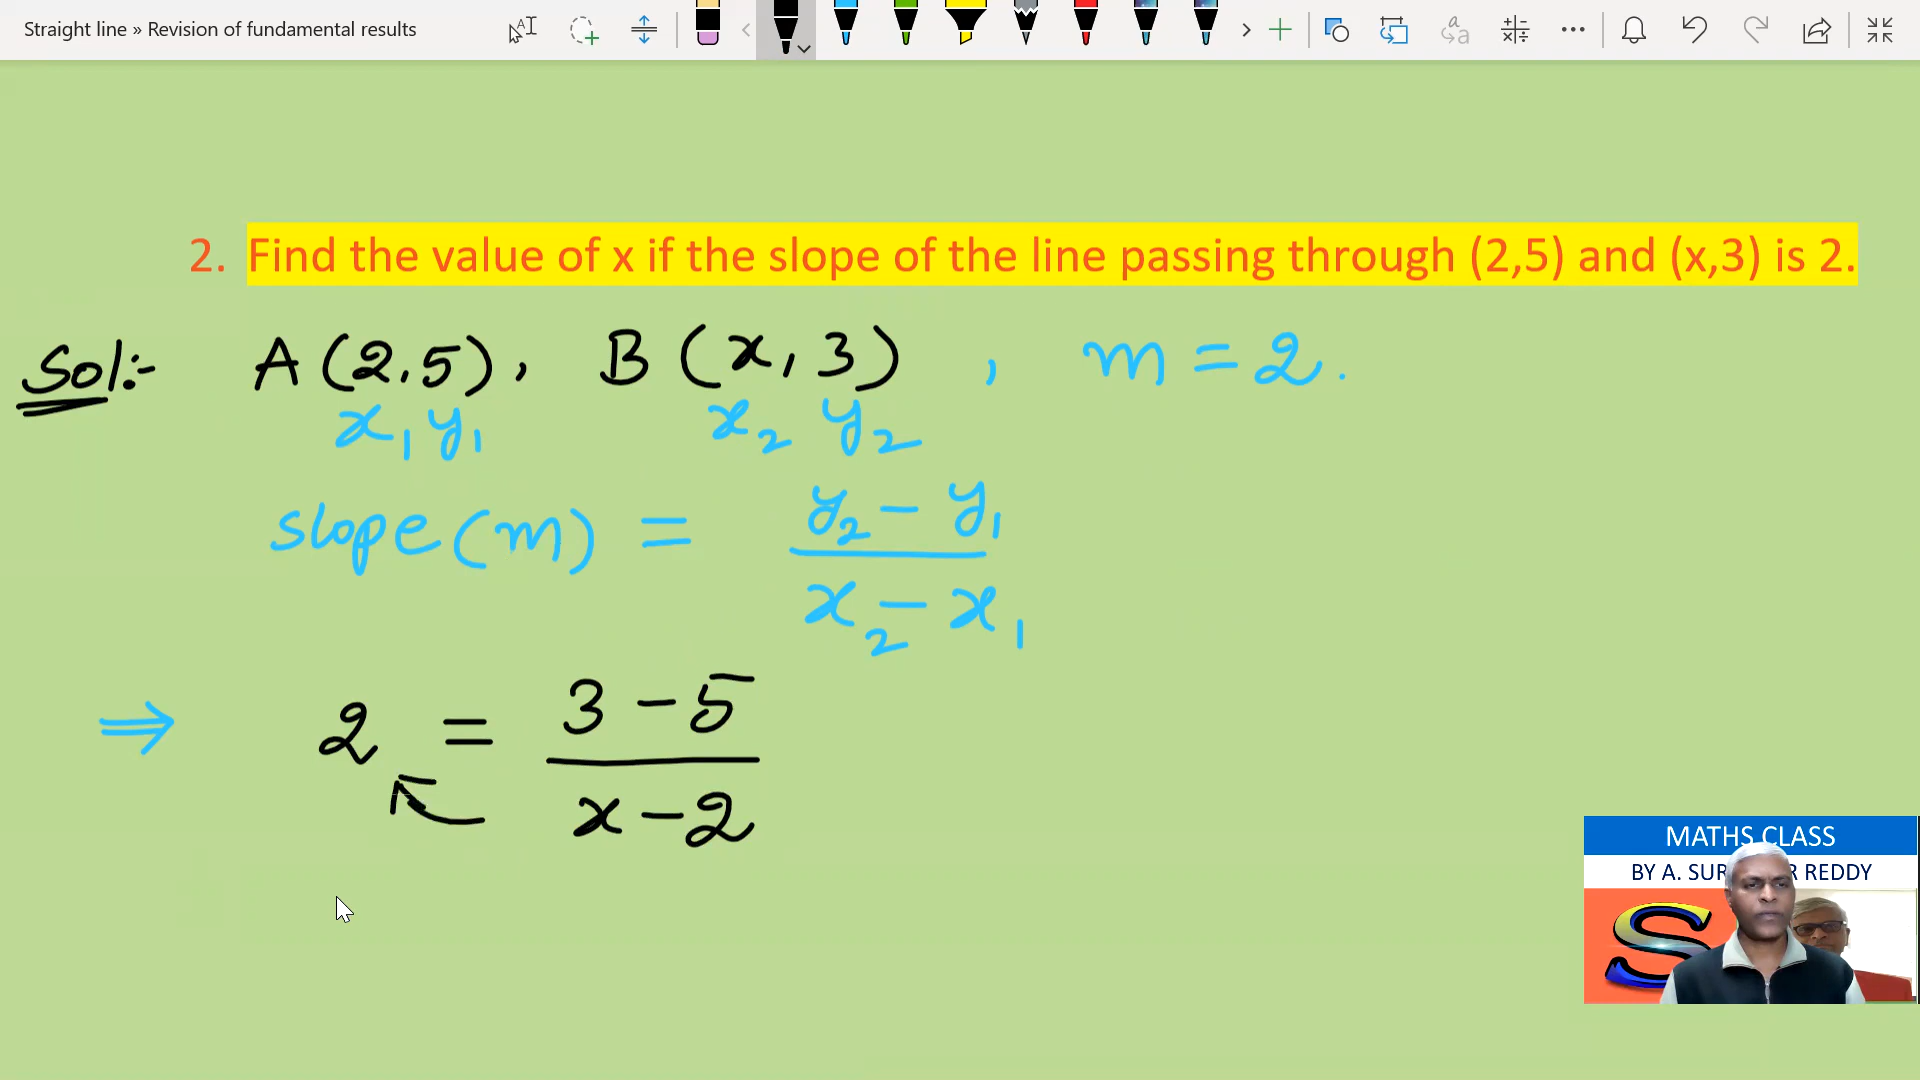 Straight line » Revision of fundamental results
2. Find the value of x if the slope of the line passing through (2,5) and (x,3) is 2.
Sol:- A(2,5), B(x,3), m=2.
x₁ y₁ x₂ y₂
slope(m) = y₂ - y₁
x₂ - x₁
⇒ 2 = 3 - 5
x - 2
MATHS CLASS
BY A. REDDY
S